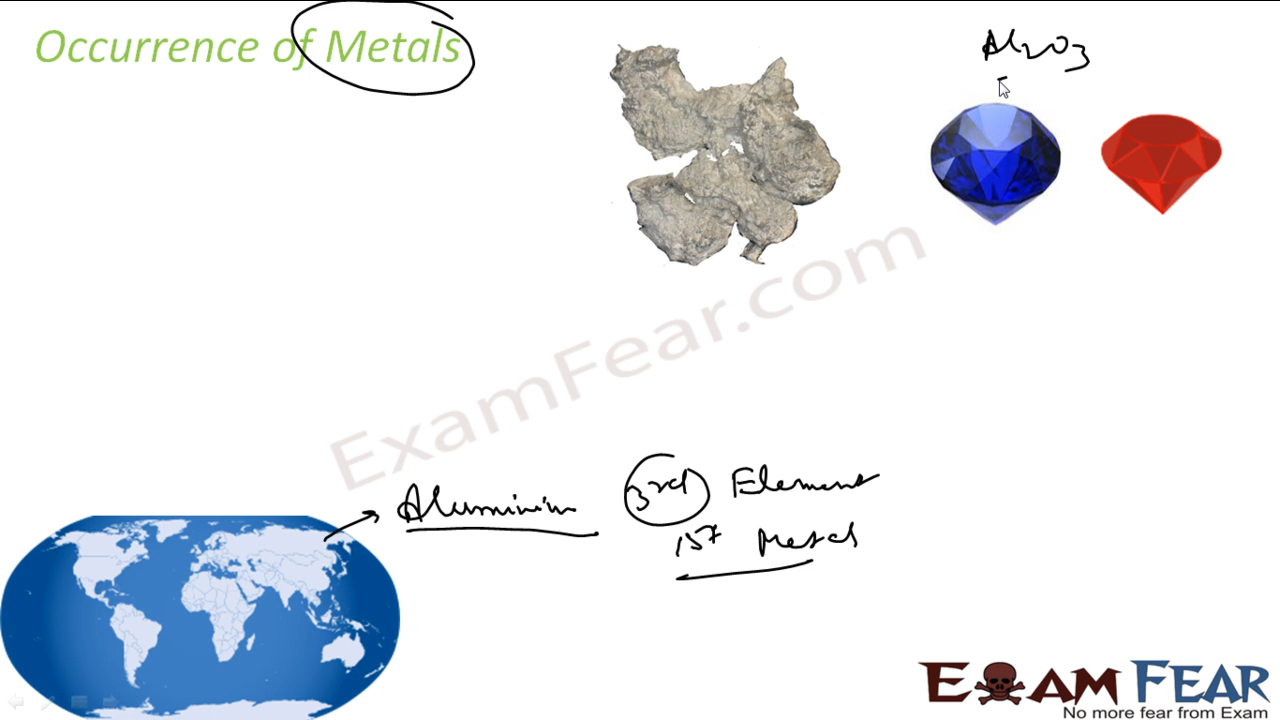 Occurrence of Metals
Al2O3
ExamFear.com
Aluminium 3rd Element
1st Metal
EXAM FEAR
No more fear from Exam